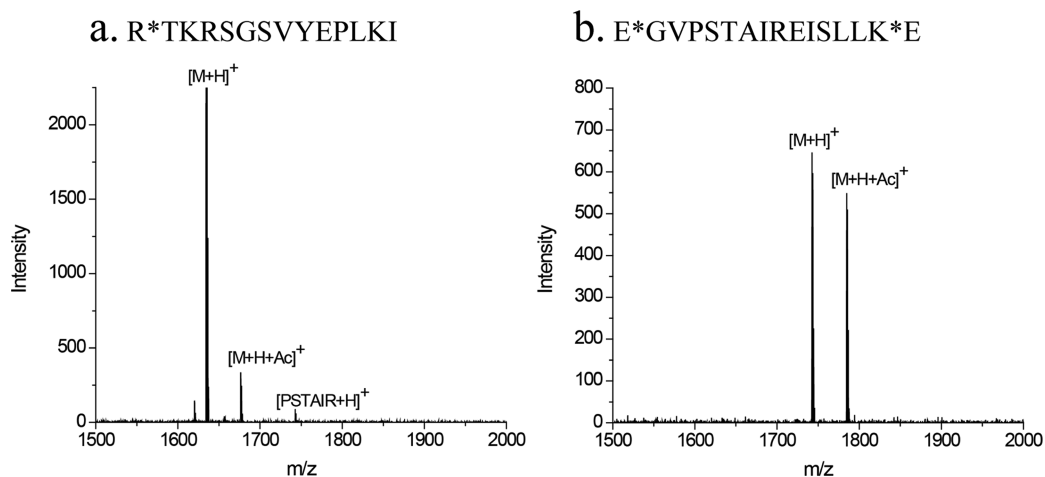 a. R*TKRSGSVYEPLKI
[M+H]+
2000
1500
1000
500
0
Intensity
[M+H+Ac]+
[PSTAIR+H]+
1500 1600 1700 1800 1900 2000
m/z
b. E*GVPSTAIREISLLK*E
800
700
600
500
400
300
200
100
0
Intensity
[M+H]+
[M+H+Ac]+
1500 1600 1700 1800 1900 2000
m/z